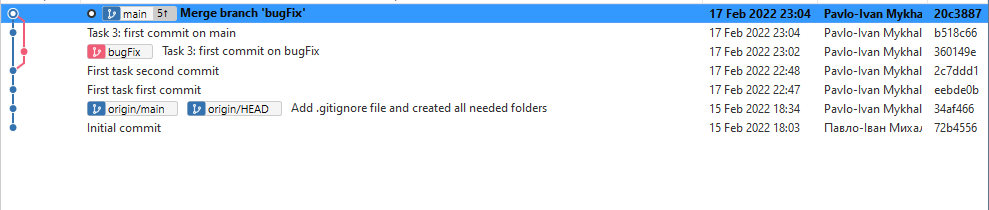 main 5↑ Merge branch 'bugFix' 17 Feb 2022 23:04 Pavlo-Ivan Mykhal 20c3887
Task 3: first commit on main 17 Feb 2022 23:04 Pavlo-Ivan Mykhal b518c66
bugFix Task 3: first commit on bugFix 17 Feb 2022 23:02 Pavlo-Ivan Mykhal 360149e
First task second commit 17 Feb 2022 22:48 Pavlo-Ivan Mykhal 2c7ddd1
First task first commit 17 Feb 2022 22:47 Pavlo-Ivan Mykhal eebde0b
origin/main origin/HEAD Add .gitignore file and created all needed folders 15 Feb 2022 18:34 Pavlo-Ivan Mykhal 34af466
Initial commit 15 Feb 2022 18:03 Павло-Іван Михал 72b4556